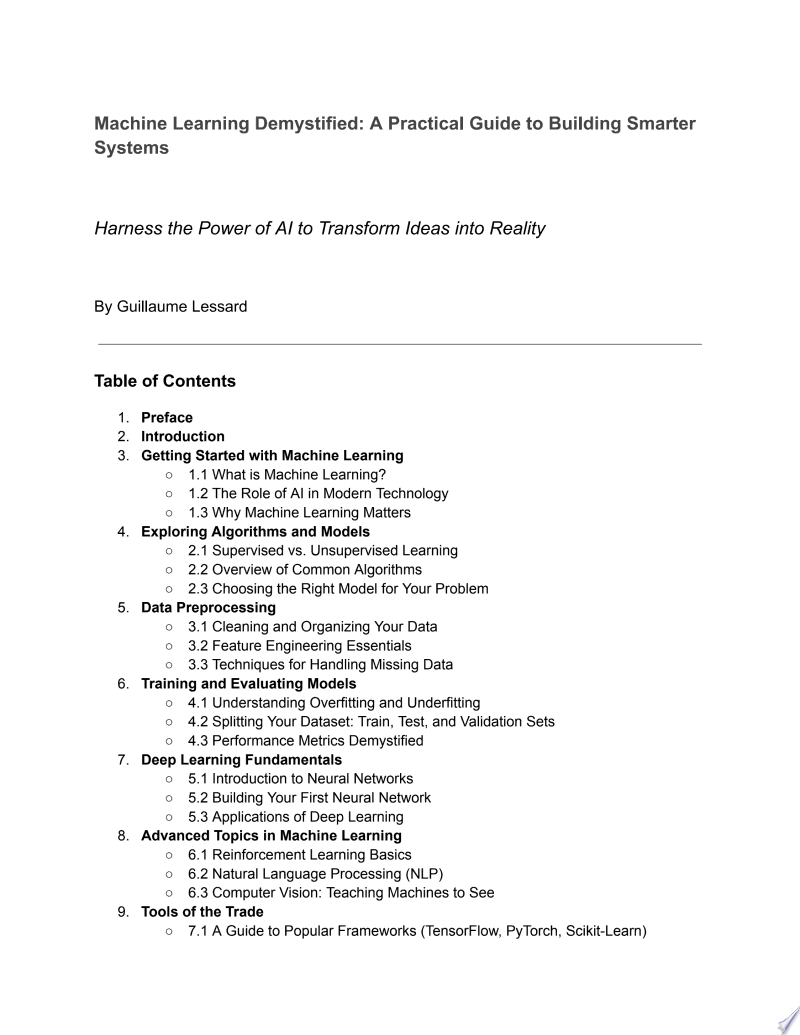 Machine Learning Demystified: A Practical Guide to Building Smarter
Systems
Harness the Power of AI to Transform Ideas into Reality
By Guillaume Lessard
Table of Contents
1. Preface
2. Introduction
3. Getting Started with Machine Learning
○ 1.1 What is Machine Learning?
○ 1.2 The Role of AI in Modern Technology
○ 1.3 Why Machine Learning Matters
4. Exploring Algorithms and Models
○ 2.1 Supervised vs. Unsupervised Learning
○ 2.2 Overview of Common Algorithms
○ 2.3 Choosing the Right Model for Your Problem
5. Data Preprocessing
○ 3.1 Cleaning and Organizing Your Data
○ 3.2 Feature Engineering Essentials
○ 3.3 Techniques for Handling Missing Data
6. Training and Evaluating Models
○ 4.1 Understanding Overfitting and Underfitting
○ 4.2 Splitting Your Dataset: Train, Test, and Validation Sets
○ 4.3 Performance Metrics Demystified
7. Deep Learning Fundamentals
○ 5.1 Introduction to Neural Networks
○ 5.2 Building Your First Neural Network
○ 5.3 Applications of Deep Learning
8. Advanced Topics in Machine Learning
○ 6.1 Reinforcement Learning Basics
○ 6.2 Natural Language Processing (NLP)
○ 6.3 Computer Vision: Teaching Machines to See
9. Tools of the Trade
○ 7.1 A Guide to Popular Frameworks (TensorFlow, PyTorch, Scikit-Learn)